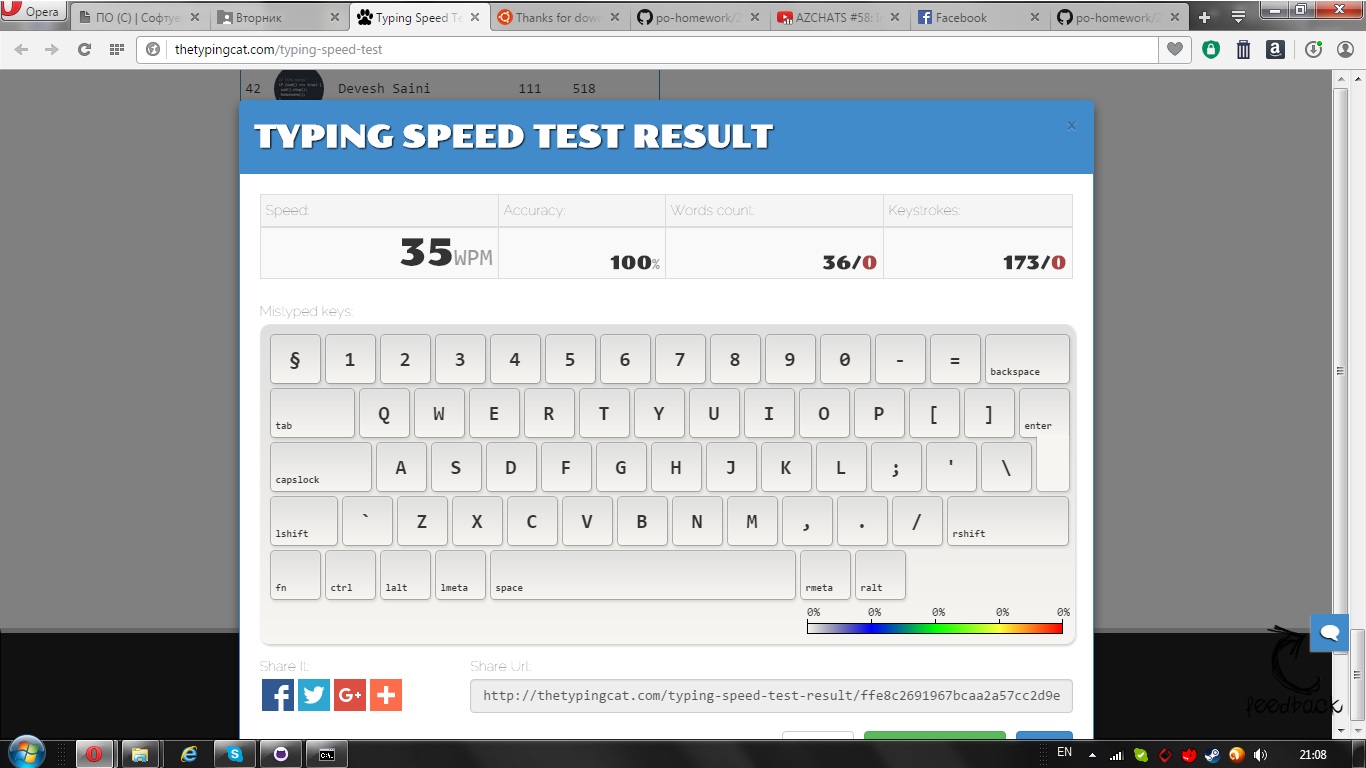 Opera
ПО (C) | Софтуе
Вторник
Typing Speed Te
Thanks for down
po-homework/2
AZCHATS #58: I
Facebook
po-homework/2
thetypingcat.com/typing-speed-test
42 Devesh Saini 111 518
TYPING SPEED TEST RESULT
x
Speed: Accuracy: Words count: Keystrokes:
35WPM 100% 36/0 173/0
Mistyped keys:
§ 1 2 3 4 5 6 7 8 9 0 - = backspace
tab Q W E R T Y U I O P [ ] enter
capslock A S D F G H J K L ; ' \
lshift ` Z X C V B N M , . / rshift
fn ctrl lalt lmeta space rmeta ralt
0% 0% 0% 0% 0%
Share It: Share Url:
http://thetypingcat.com/typing-speed-test-result/ffe8c2691967bcaa2a57cc2d9e
feedback
EN 21:08